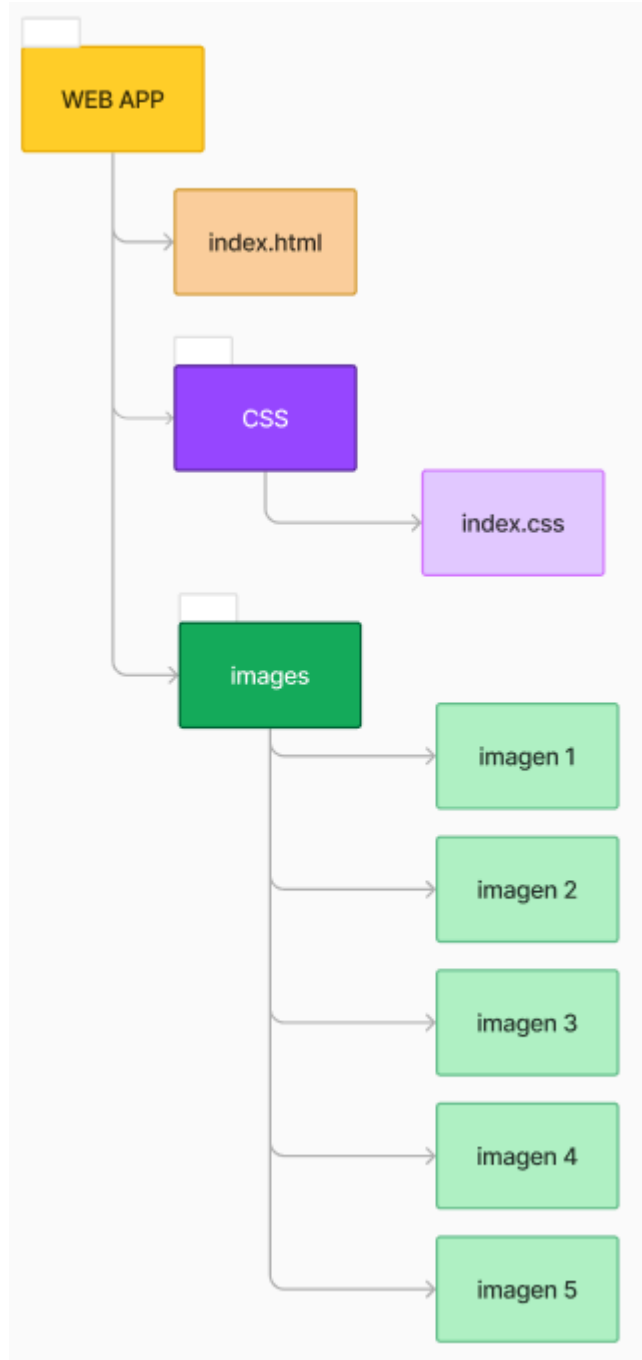 WEB APP
index.html
CSS
index.css
images
imagen 1
imagen 2
imagen 3
imagen 4
imagen 5